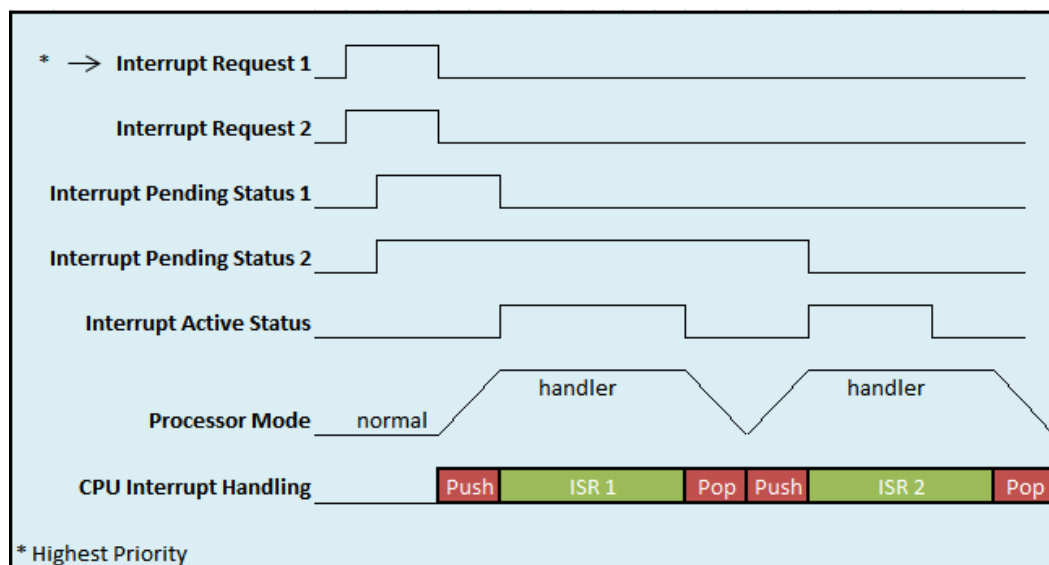 * → Interrupt Request 1
Interrupt Request 2
Interrupt Pending Status 1
Interrupt Pending Status 2
Interrupt Active Status
handler handler
Processor Mode normal
CPU Interrupt Handling Push ISR 1 Pop Push ISR 2 Pop
* Highest Priority